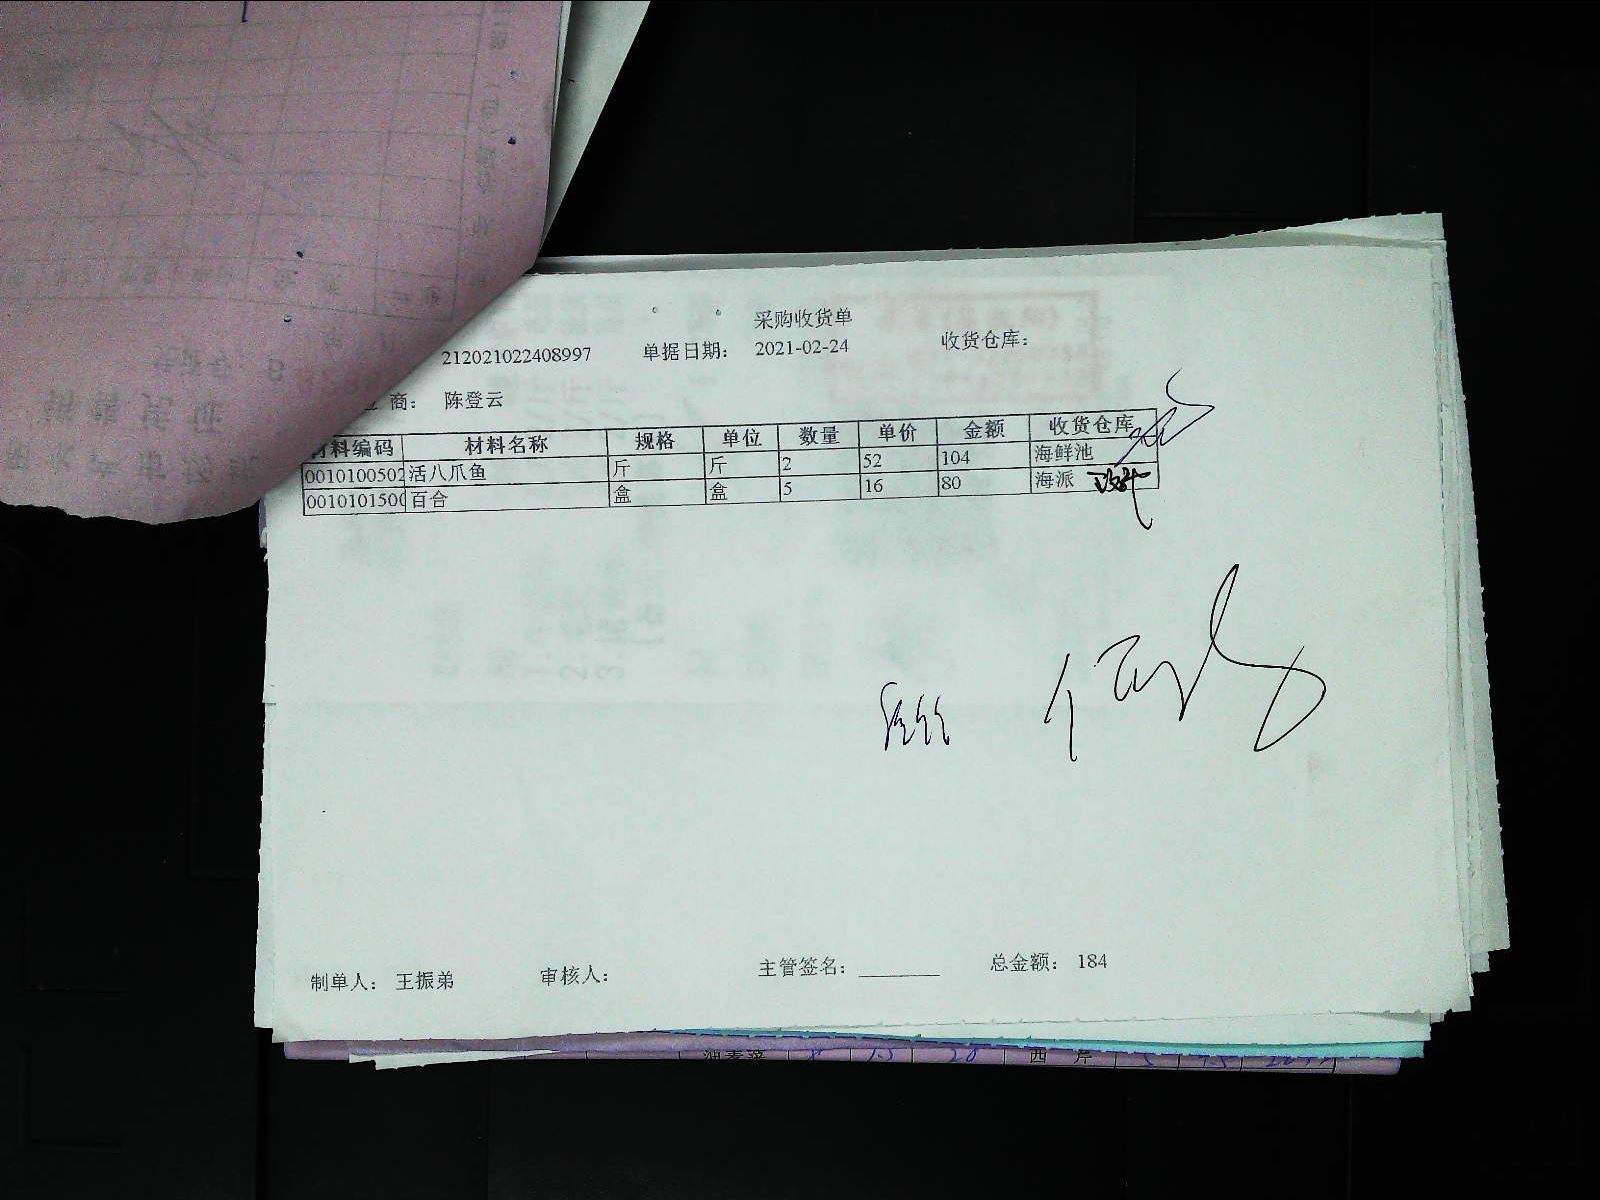 采购收货单
212021022408997 单据日期: 2021-02-24 收货仓库:
商: 陈登云
材料编码 材料名称 规格 单位 数量 单价 金额 收货仓库
0010100502 活八爪鱼 斤 斤 2 52 104 海鲜池
001010150 百合 盒 盒 5 16 80 海派
制单人: 王振弟 审核人: 主管签名: 总金额: 184
西 芹